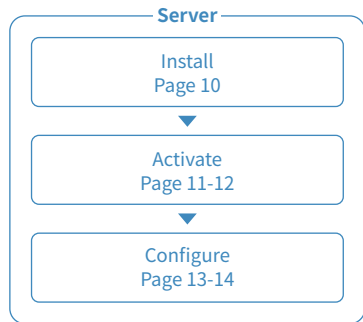 Server
Install
Page 10
Activate
Page 11-12
Configure
Page 13-14